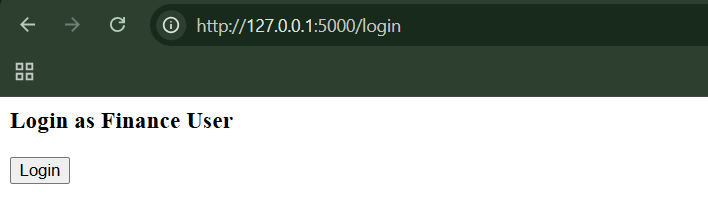 http://127.0.0.1:5000/login
Login as Finance User
Login